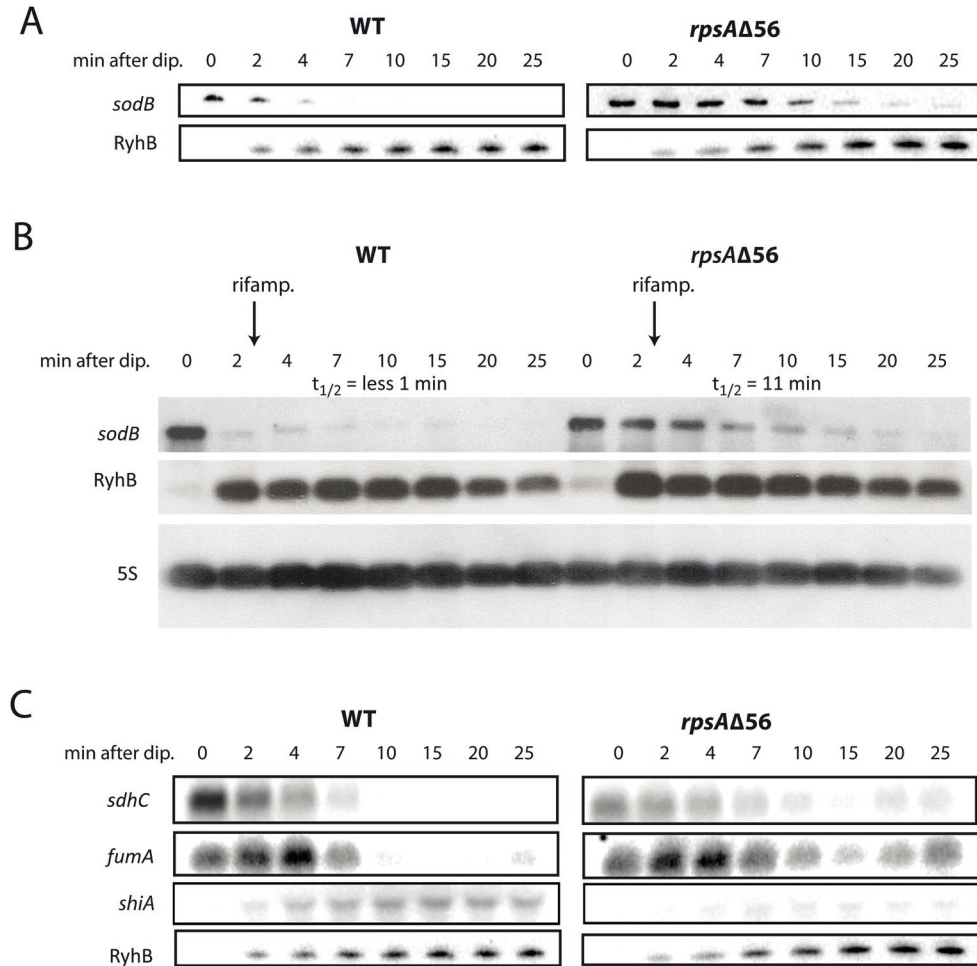 A
WT rpsAΔ56
min after dip. 0 2 4 7 10 15 20 25 0 2 4 7 10 15 20 25
sodB
RyhB
B
WT rpsAΔ56
rifamp. rifamp.
min after dip. 0 2 4 7 10 15 20 25 0 2 4 7 10 15 20 25
t1/2 = less 1 min t1/2 = 11 min
sodB
RyhB
5S
C
WT rpsAΔ56
min after dip. 0 2 4 7 10 15 20 25 0 2 4 7 10 15 20 25
sdhC
fumA
shiA
RyhB